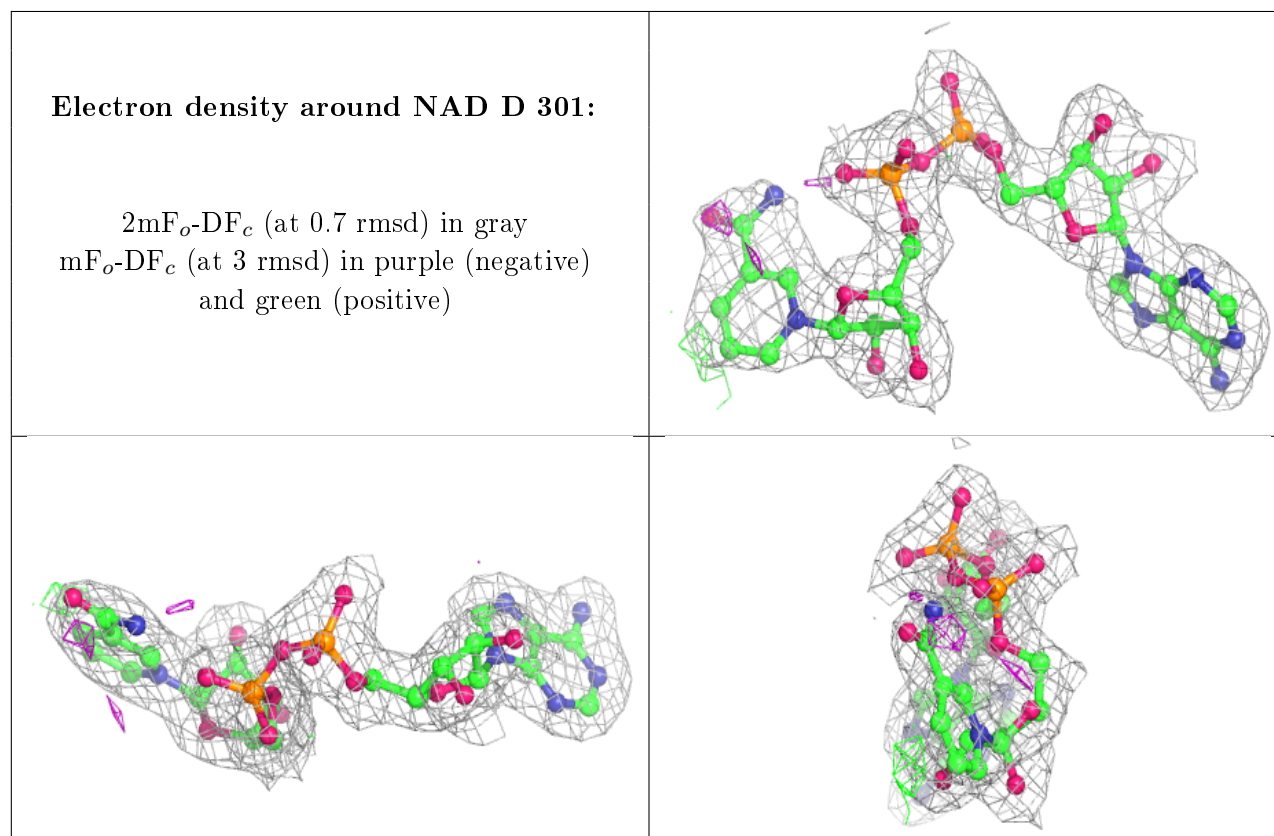 Electron density around NAD D 301:
2mFo-DFc (at 0.7 rmsd) in gray
mFo-DFc (at 3 rmsd) in purple (negative)
and green (positive)